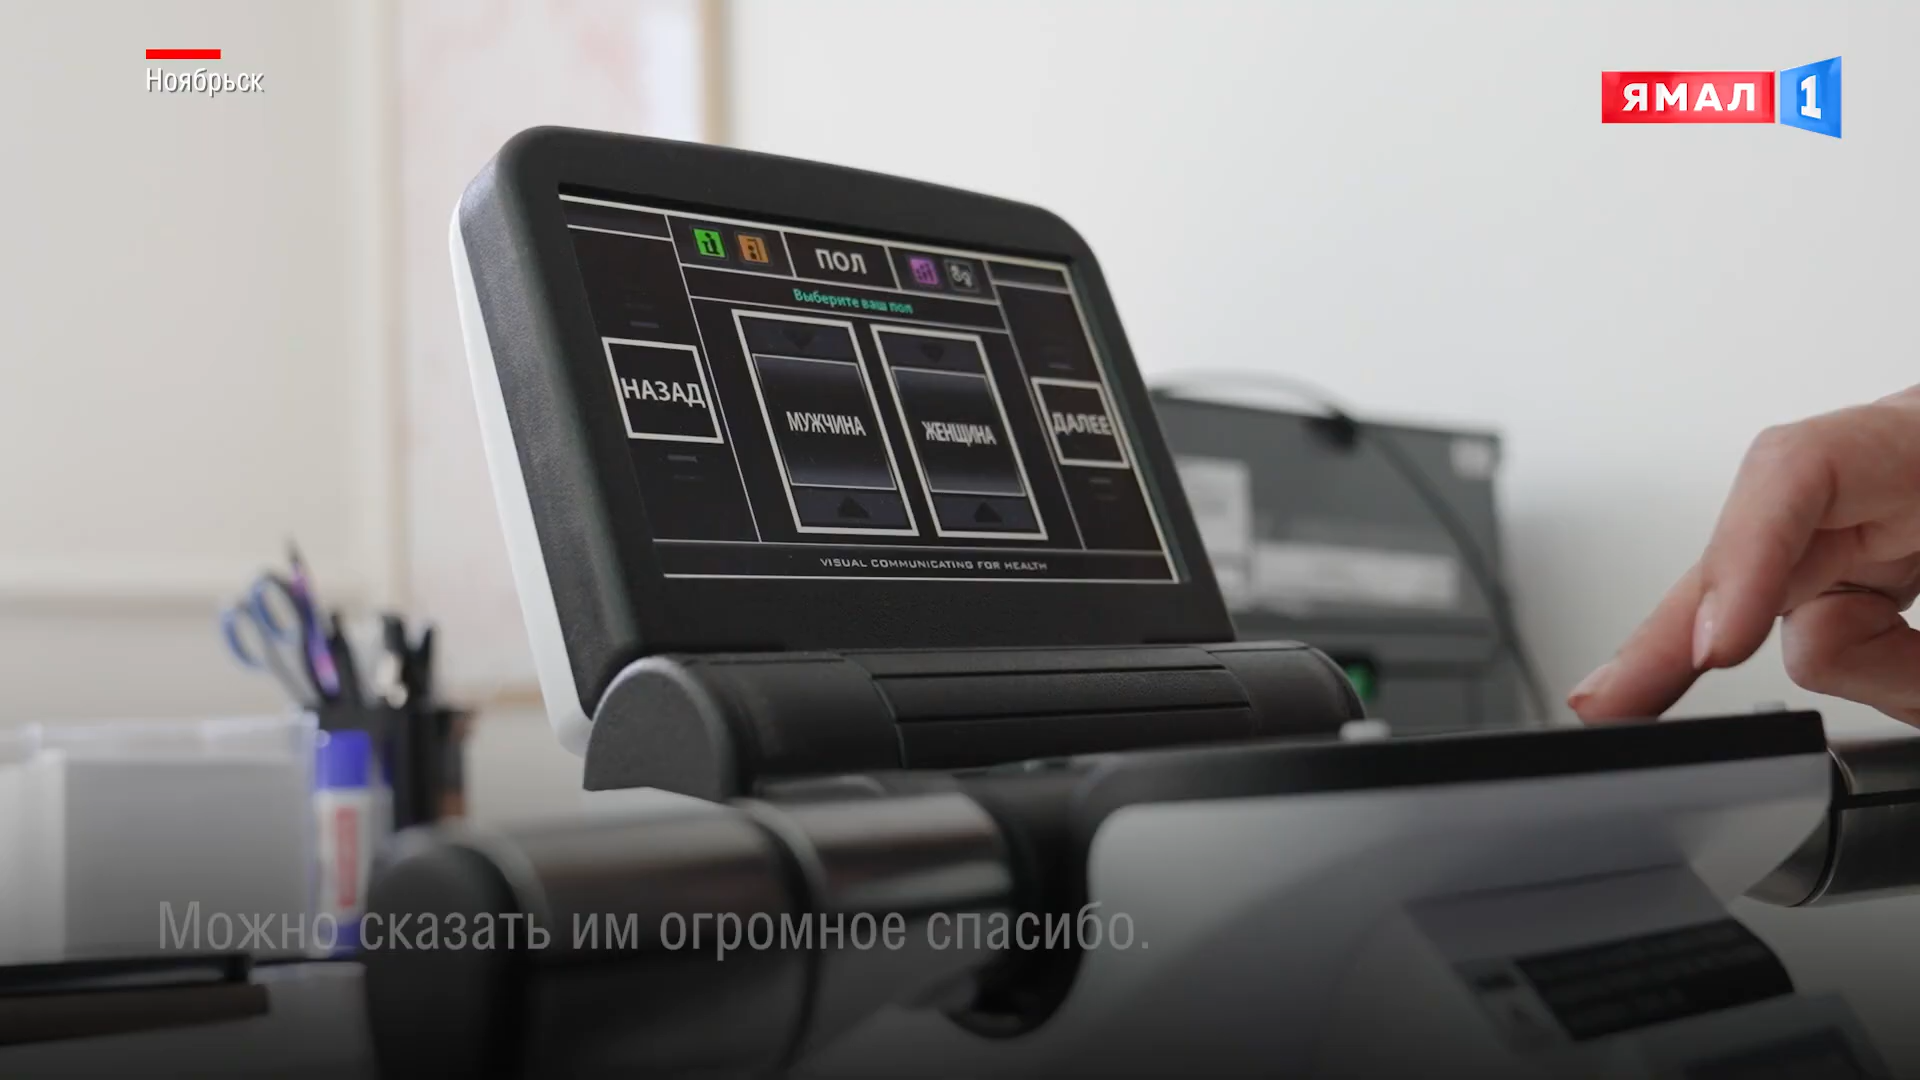 Ноябрьск
ЯМАЛ 1
ПОЛ
Выберите ваш пол
НАЗАД
МУЖЧИНА
ЖЕНЩИНА
ДАЛЕЕ
VISUAL COMMUNICATING FOR HEALTH
Можно сказать им огромное спасибо.